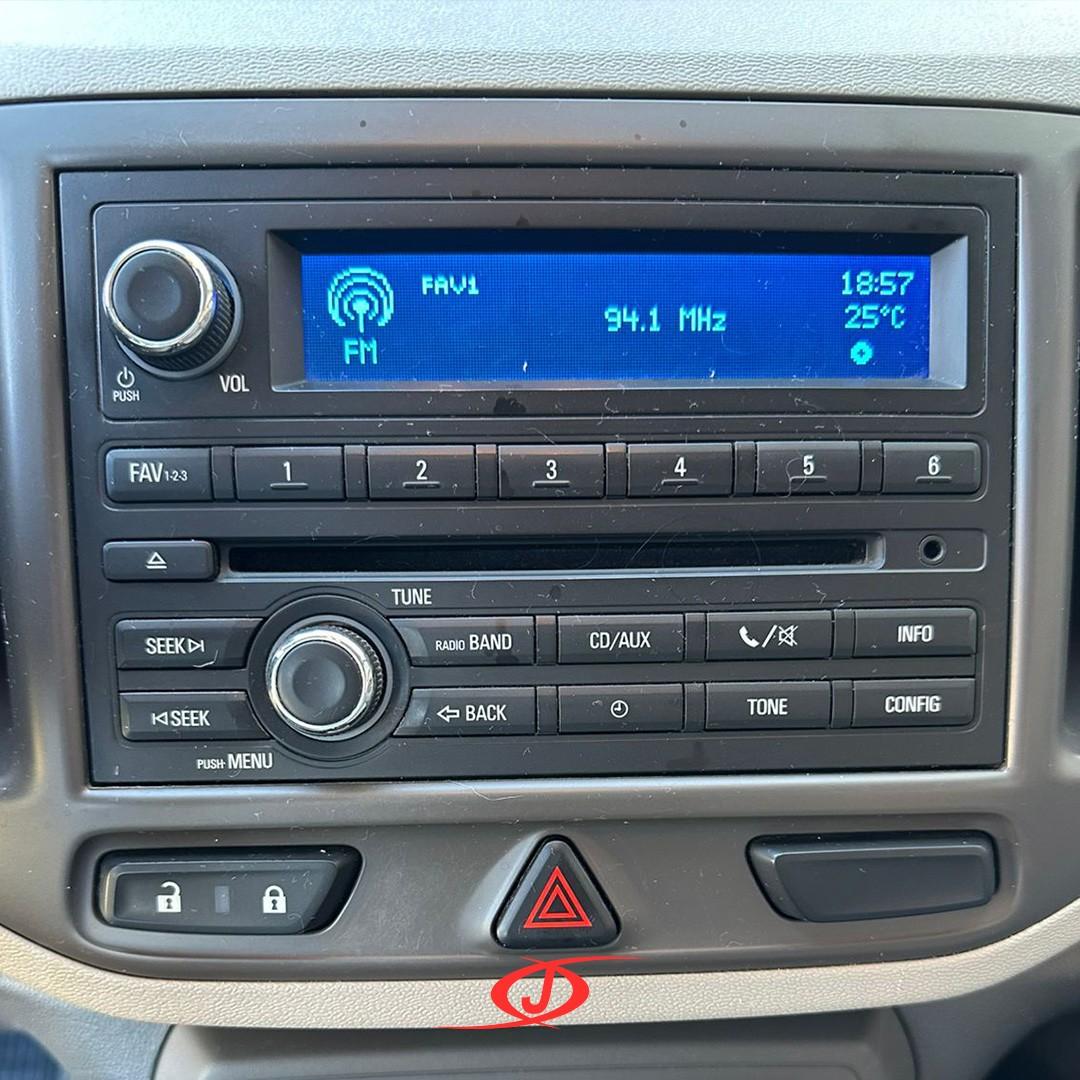 FAV1
18:57
94.1 MHz
25°C
FM
PUSH
VOL
FAV1-2-3 1 2 3 4 5 6
TUNE
SEEK RADIO BAND CD/AUX / INFO
SEEK BACK TONE CONFIG
PUSH-MENU
J